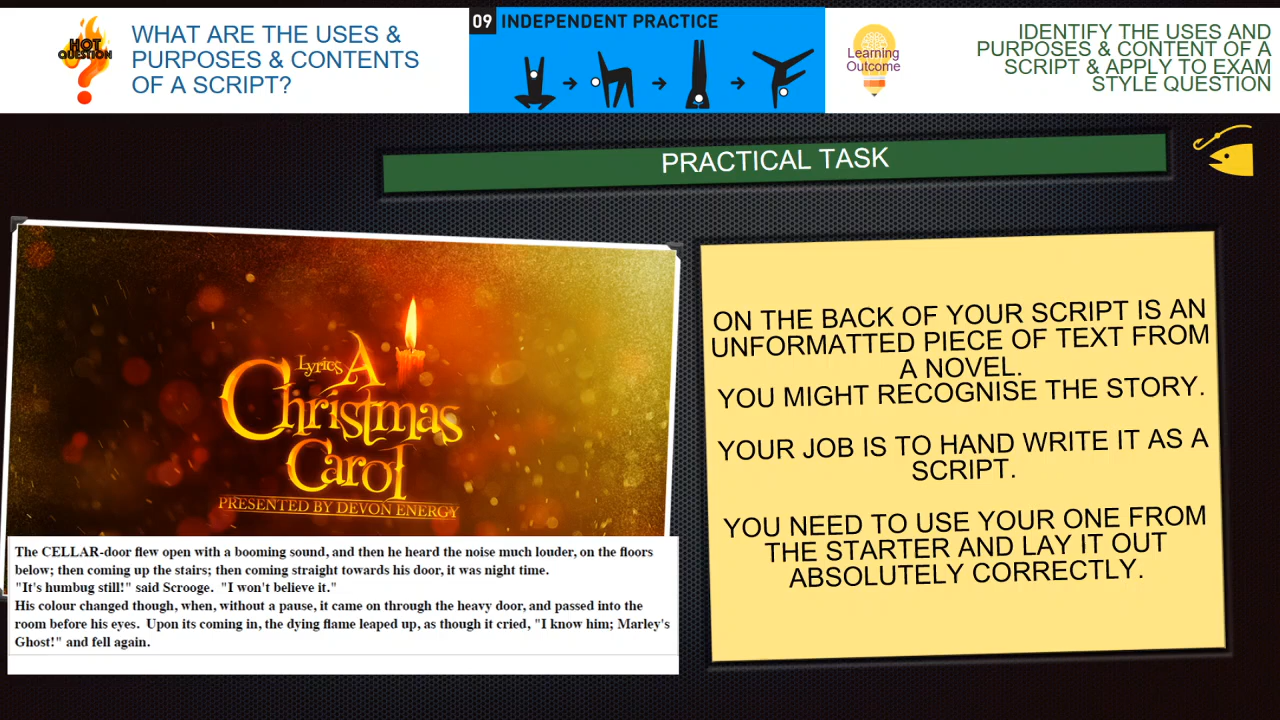 HOT
QUESTION
WHAT ARE THE USES &
PURPOSES & CONTENTS
OF A SCRIPT?
09 INDEPENDENT PRACTICE
Learning
Outcome
IDENTIFY THE USES AND
PURPOSES & CONTENT OF A
SCRIPT & APPLY TO EXAM
STYLE QUESTION
PRACTICAL TASK
Lyrics A
Christmas
Carol
PRESENTED BY DEVON ENERGY
The CELLAR-door flew open with a booming sound, and then he heard the noise much louder, on the floors
below; then coming up the stairs; then coming straight towards his door, it was night time.
"It's humbug still!" said Scrooge. "I won't believe it."
His colour changed though, when, without a pause, it came on through the heavy door, and passed into the
room before his eyes. Upon its coming in, the dying flame leaped up, as though it cried, "I know him; Marley's
Ghost!" and fell again.
ON THE BACK OF YOUR SCRIPT IS AN
UNFORMATTED PIECE OF TEXT FROM
A NOVEL.
YOU MIGHT RECOGNISE THE STORY.
YOUR JOB IS TO HAND WRITE IT AS A
SCRIPT.
YOU NEED TO USE YOUR ONE FROM
THE STARTER AND LAY IT OUT
ABSOLUTELY CORRECTLY.